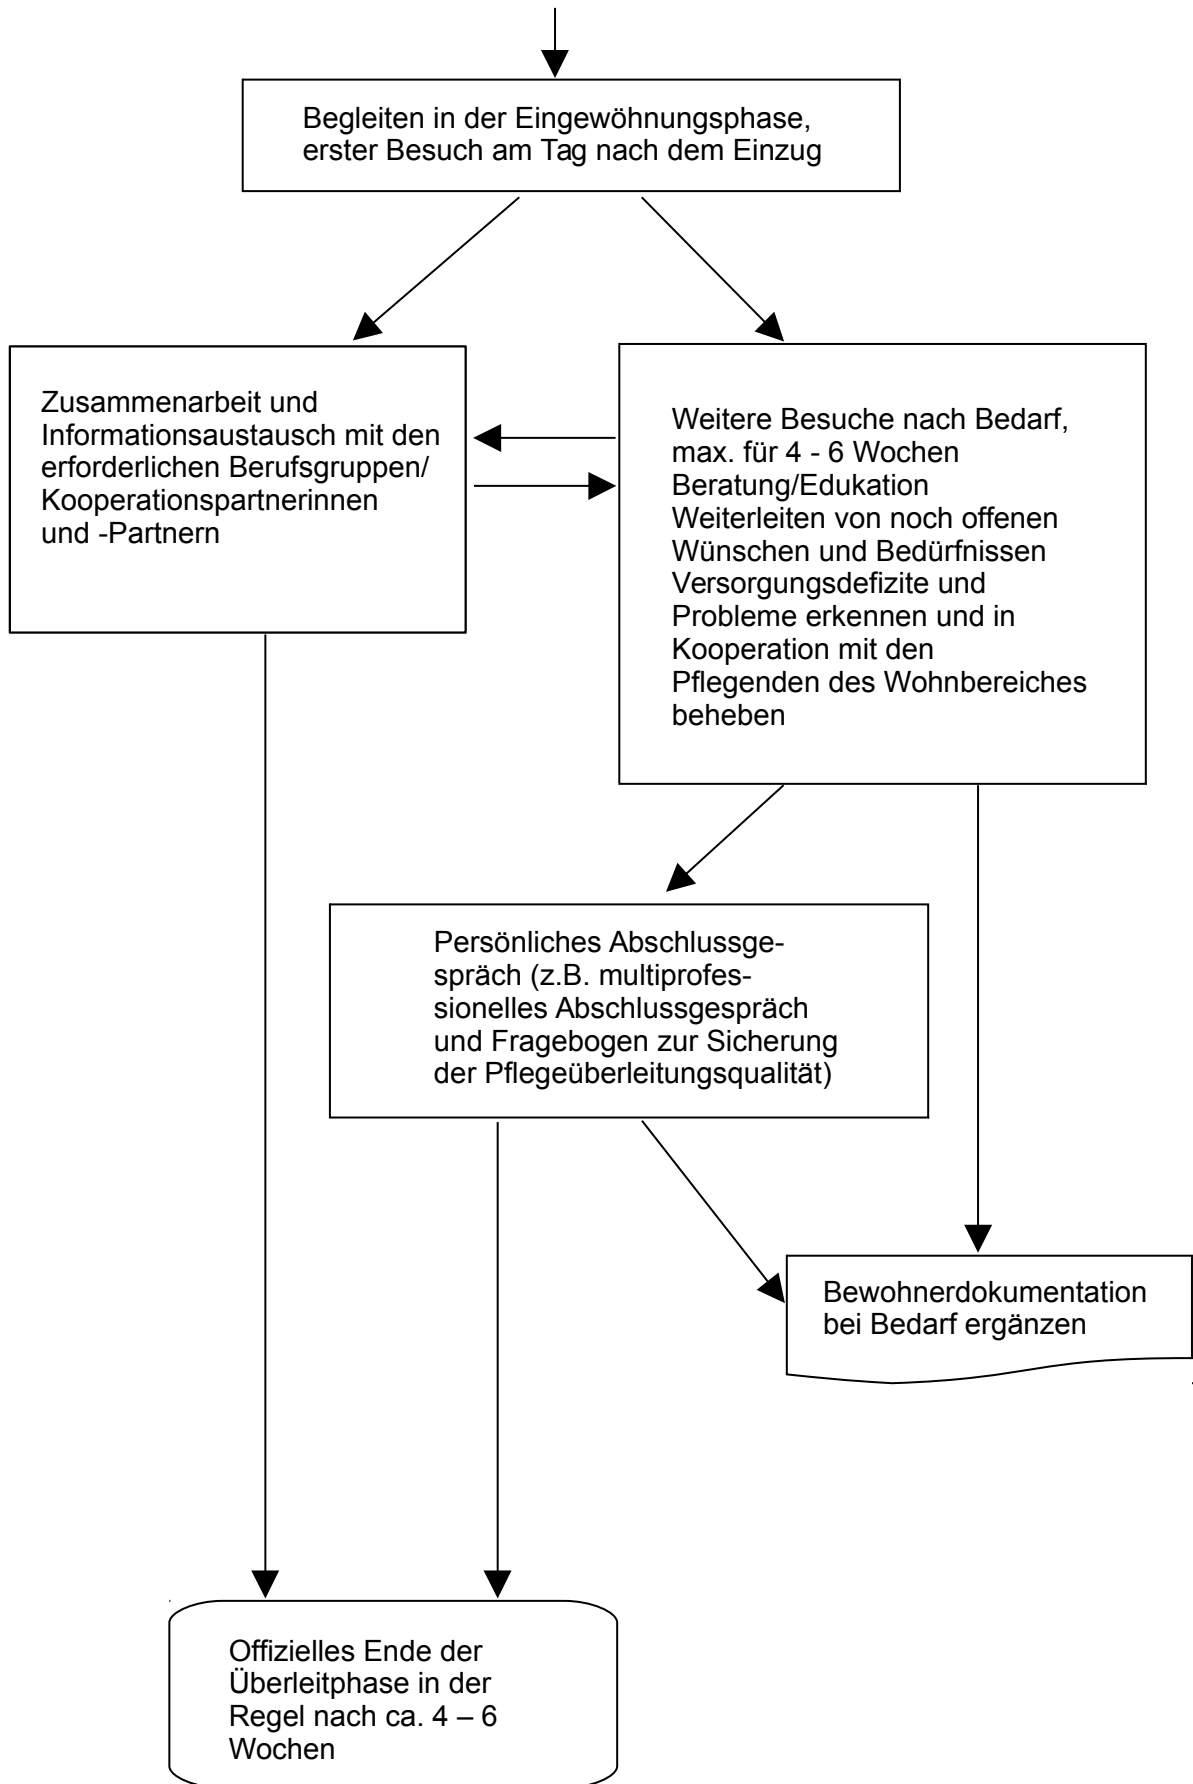 Begleiten in der Eingewöhnungsphase,
erster Besuch am Tag nach dem Einzug
Zusammenarbeit und
Informationsaustausch mit den
erforderlichen Berufsgruppen/
Kooperationspartnerinnen
und -Partnern
Weitere Besuche nach Bedarf,
max. für 4 - 6 Wochen
Beratung/Edukation
Weiterleiten von noch offenen
Wünschen und Bedürfnissen
Versorgungsdefizite und
Probleme erkennen und in
Kooperation mit den
Pflegenden des Wohnbereiches
beheben
Persönliches Abschlussge-
spräch (z.B. multiprofes-
sionelles Abschlussgespräch
und Fragebogen zur Sicherung
der Pflegeüberleitungsqualität)
Bewohnerdokumentation
bei Bedarf ergänzen
Offizielles Ende der
Überleitphase in der
Regel nach ca. 4 – 6
Wochen